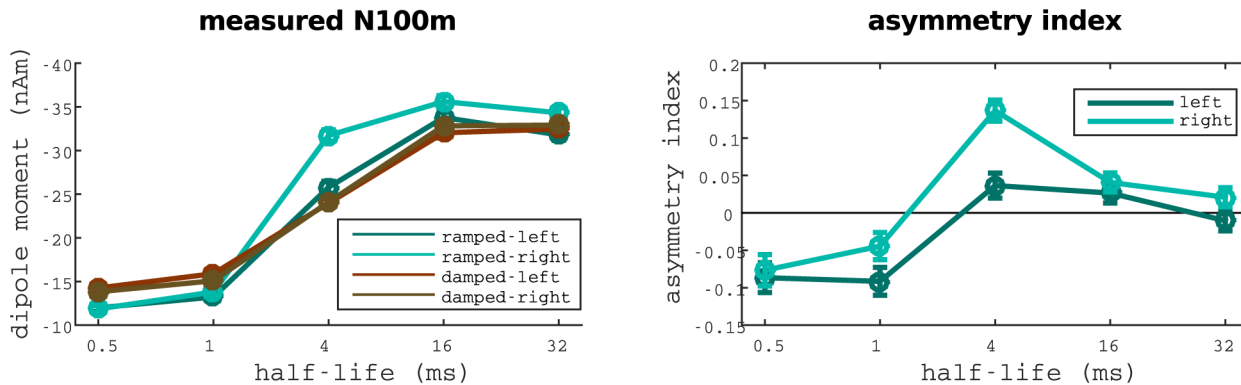 measured N100m
dipole moment (nAm)
-40
-35
-30
-25
-20
-15
-10
0.5
1
4
16
32
half-life (ms)
ramped-left
ramped-right
damped-left
damped-right
asymmetry index
asymmetry index
0.2
0.15
0.1
0.05
0
-0.05
-0.1
-0.15
0.5
1
4
16
32
half-life (ms)
left
right